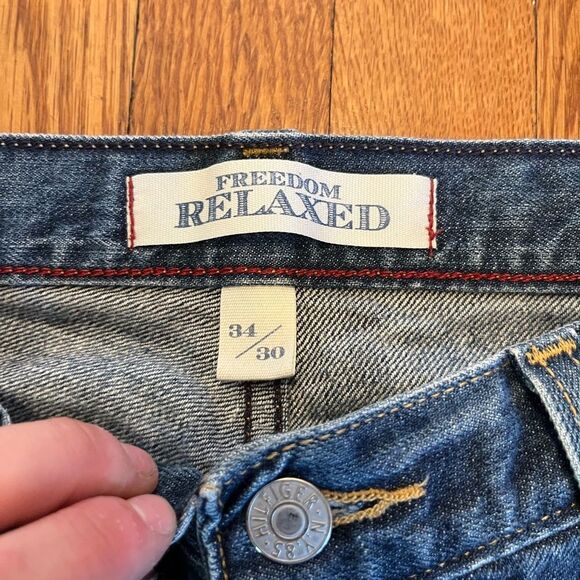 FREEDOM
RELAXED
34/30
HILFIGER · N.Y. 85